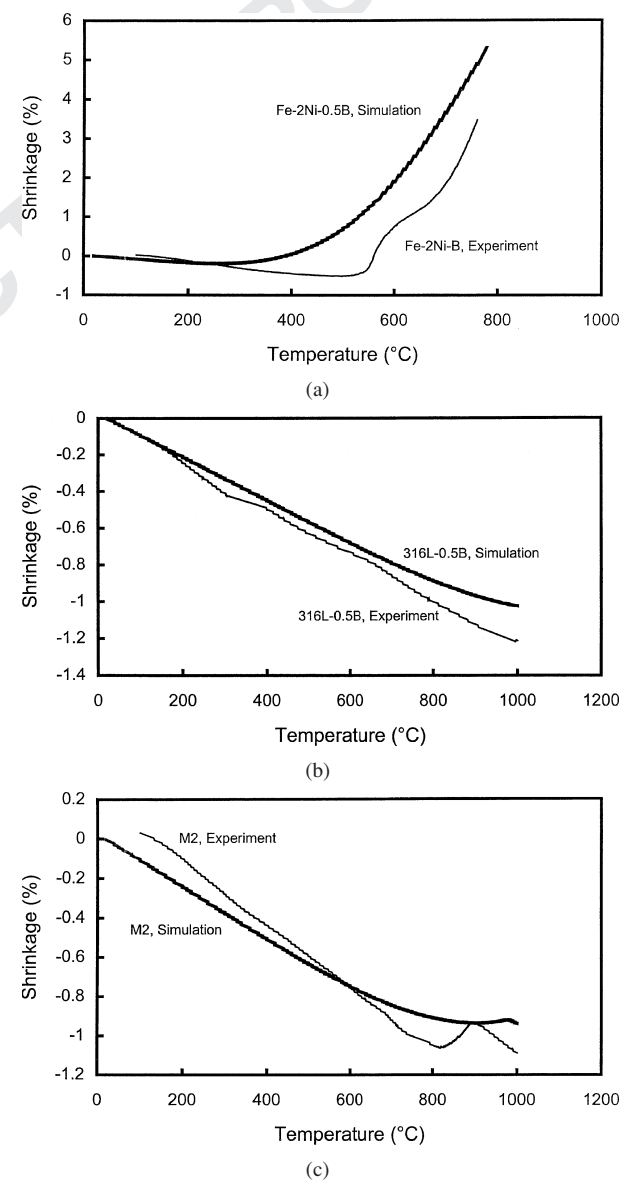 6
5
4
3
2
1
0
-1
Shrinkage (%)
Fe-2Ni-0.5B, Simulation
Fe-2Ni-B, Experiment
0 200 400 600 800 1000
Temperature (°C)
(a)
0
-0.2
-0.4
-0.6
-0.8
-1
-1.2
-1.4
Shrinkage (%)
316L-0.5B, Simulation
316L-0.5B, Experiment
0 200 400 600 800 1000 1200
Temperature (°C)
(b)
0.2
0
-0.2
-0.4
-0.6
-0.8
-1
-1.2
Shrinkage (%)
M2, Experiment
M2, Simulation
0 200 400 600 800 1000 1200
Temperature (°C)
(c)